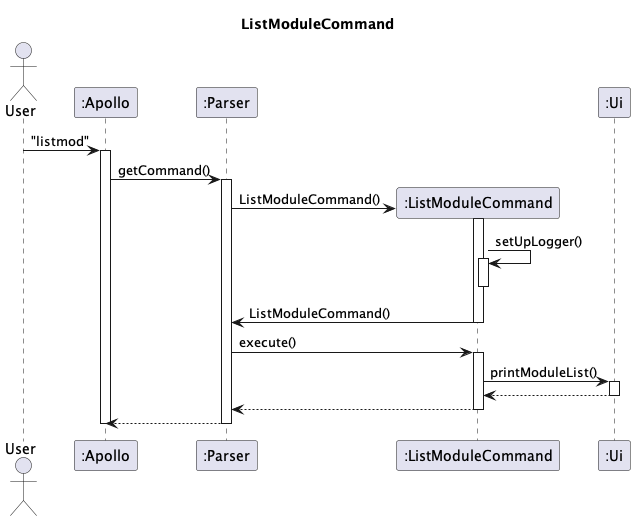 ListModuleCommand
User
:Apollo
:Parser
:Ui
"listmod"
getCommand()
ListModuleCommand()
:ListModuleCommand
setUpLogger()
ListModuleCommand()
execute()
printModuleList()
User
:Apollo
:Parser
:ListModuleCommand
:Ui